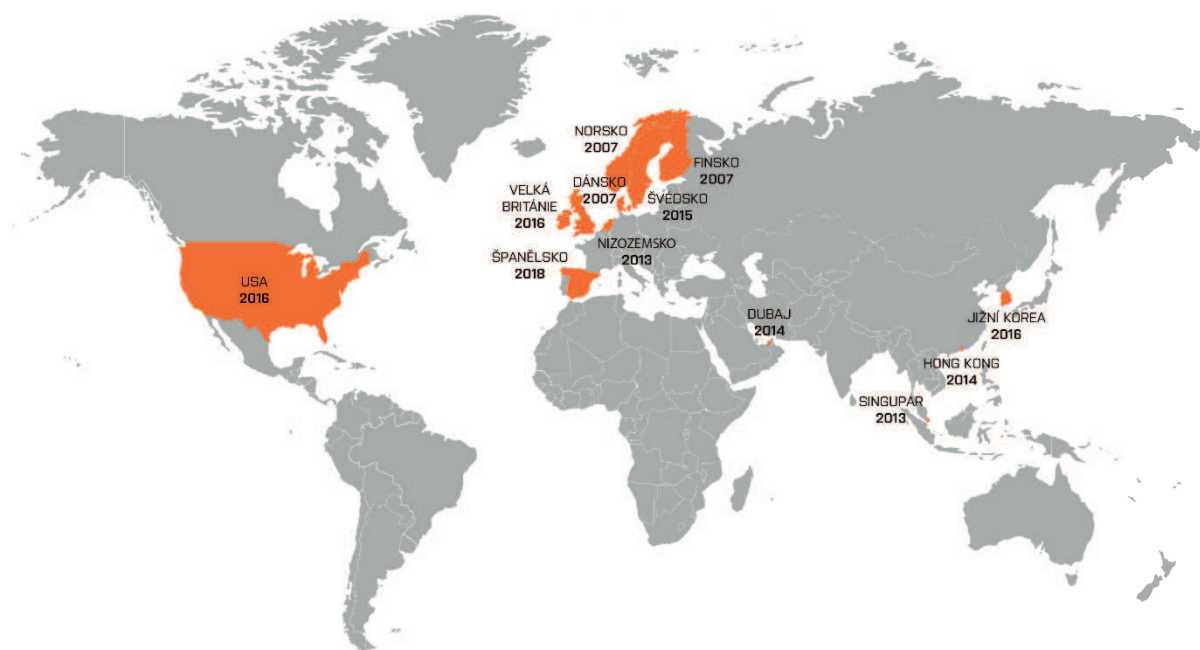 NORSKO
2007
FINSKO
2007
DÁNSKO
2007
ŠVÉDSKO
2015
VELKÁ
BRITÁNIE
2016
NIZOZEMSKO
2013
ŠPANĚLSKO
2018
USA
2016
DUBAJ
2014
JIŽNÍ KOREA
2016
HONG KONG
2014
SINGUPAR
2013